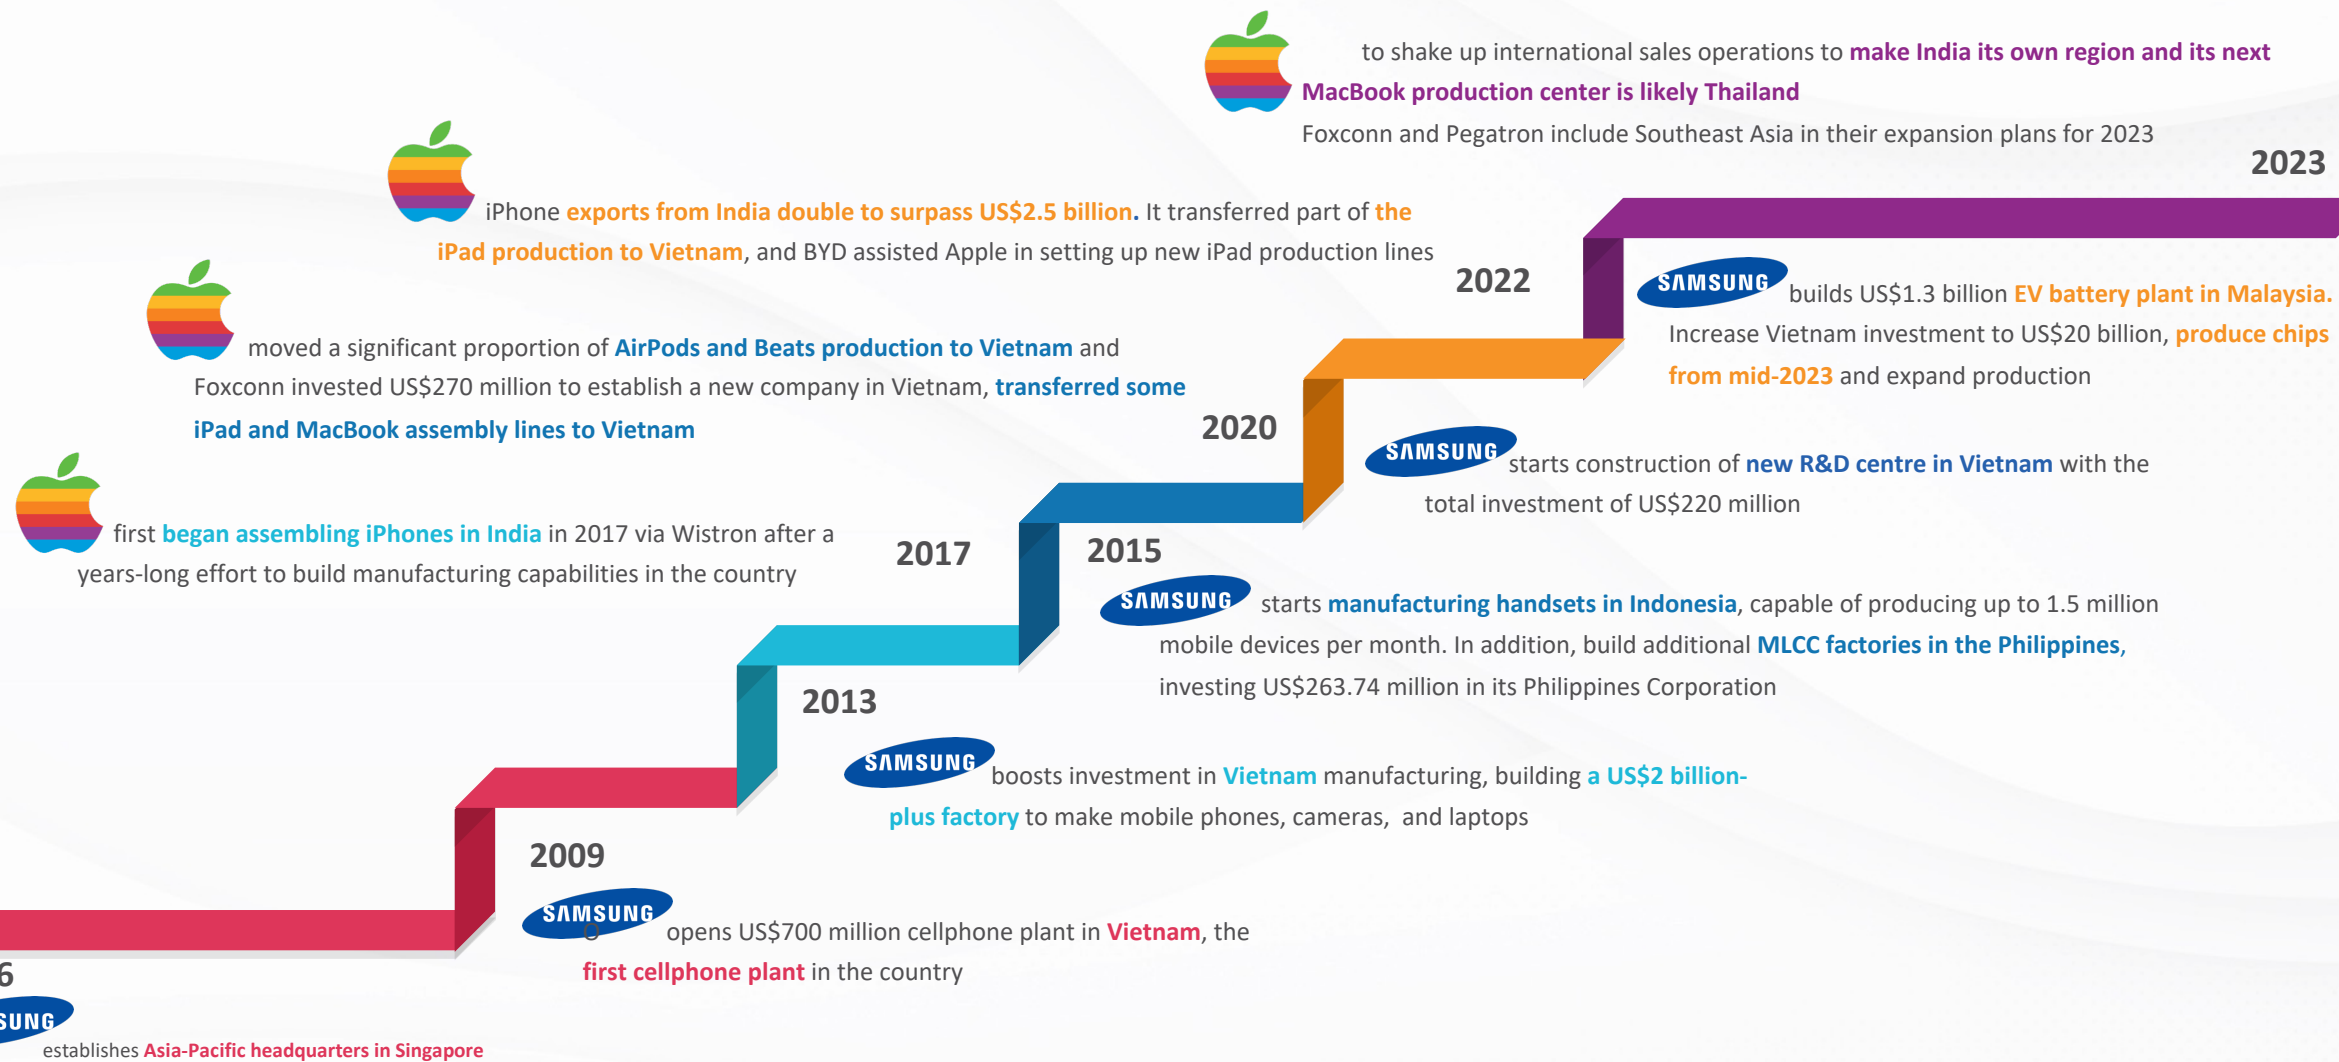 to shake up international sales operations to make India its own region and its next
MacBook production center is likely Thailand
Foxconn and Pegatron include Southeast Asia in their expansion plans for 2023
2023
iPhone exports from India double to surpass US$2.5 billion. It transferred part of the
iPad production to Vietnam, and BYD assisted Apple in setting up new iPad production lines
2022
SAMSUNG
builds US$1.3 billion EV battery plant in Malaysia.
Increase Vietnam investment to US$20 billion, produce chips
from mid-2023 and expand production
moved a significant proportion of AirPods and Beats production to Vietnam and
Foxconn invested US$270 million to establish a new company in Vietnam, transferred some
iPad and MacBook assembly lines to Vietnam
2020
SAMSUNG
starts construction of new R&D centre in Vietnam with the
total investment of US$220 million
first began assembling iPhones in India in 2017 via Wistron after a
years-long effort to build manufacturing capabilities in the country
2017
2015
SAMSUNG
starts manufacturing handsets in Indonesia, capable of producing up to 1.5 million
mobile devices per month. In addition, build additional MLCC factories in the Philippines,
investing US$263.74 million in its Philippines Corporation
2013
SAMSUNG
boosts investment in Vietnam manufacturing, building a US$2 billion-
plus factory to make mobile phones, cameras, and laptops
2009
SAMSUNG
O opens US$700 million cellphone plant in Vietnam, the
first cellphone plant in the country
6
SUNG
establishes Asia-Pacific headquarters in Singapore